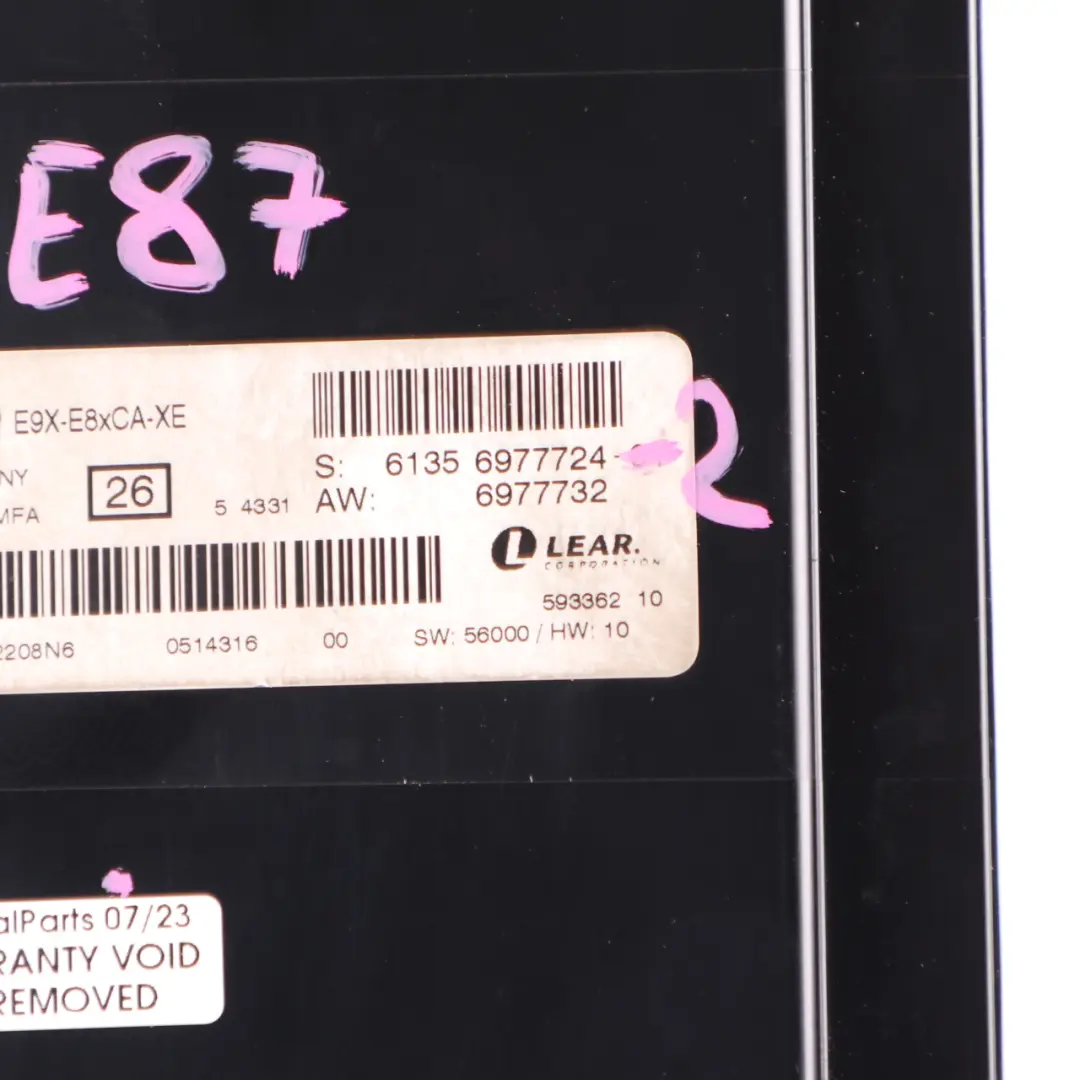 E87
E9X-E8xCA-XE
S: 6135 6977724-2
NY
26
5 4331
AW: 6977732
MFA
LEAR.
CORPORATION
593362 10
2208N6 0514316 00 SW: 56000 / HW: 10
alParts 07/23
RANTY VOID
REMOVED